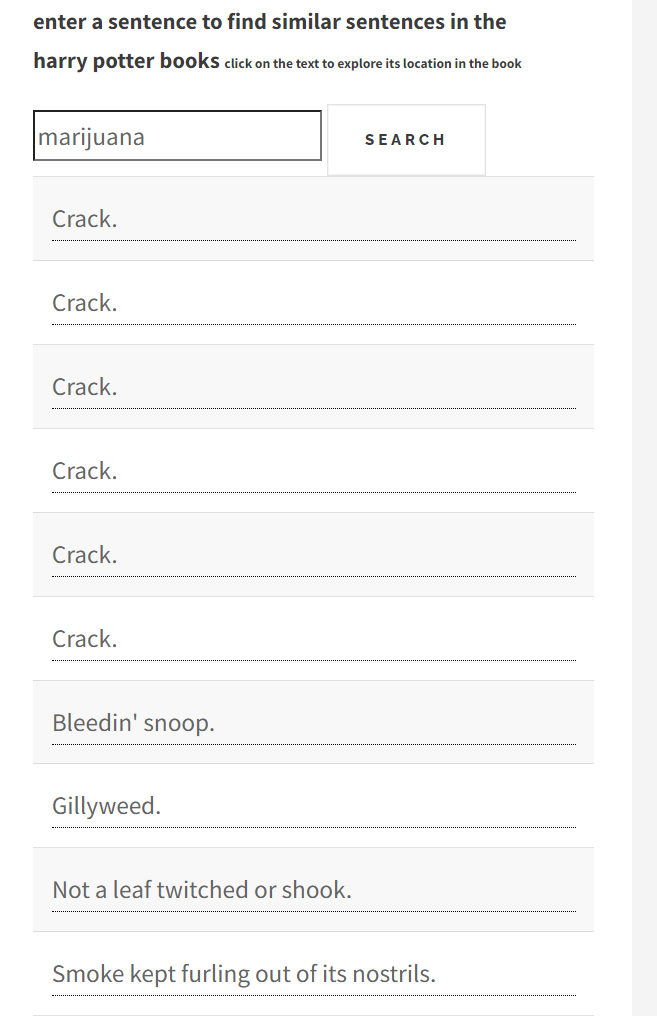 enter a sentence to find similar sentences in the
harry potter books click on the text to explore its location in the book
marijuana SEARCH
Crack.
Crack.
Crack.
Crack.
Crack.
Crack.
Bleedin' snoop.
Gillyweed.
Not a leaf twitched or shook.
Smoke kept furling out of its nostrils.